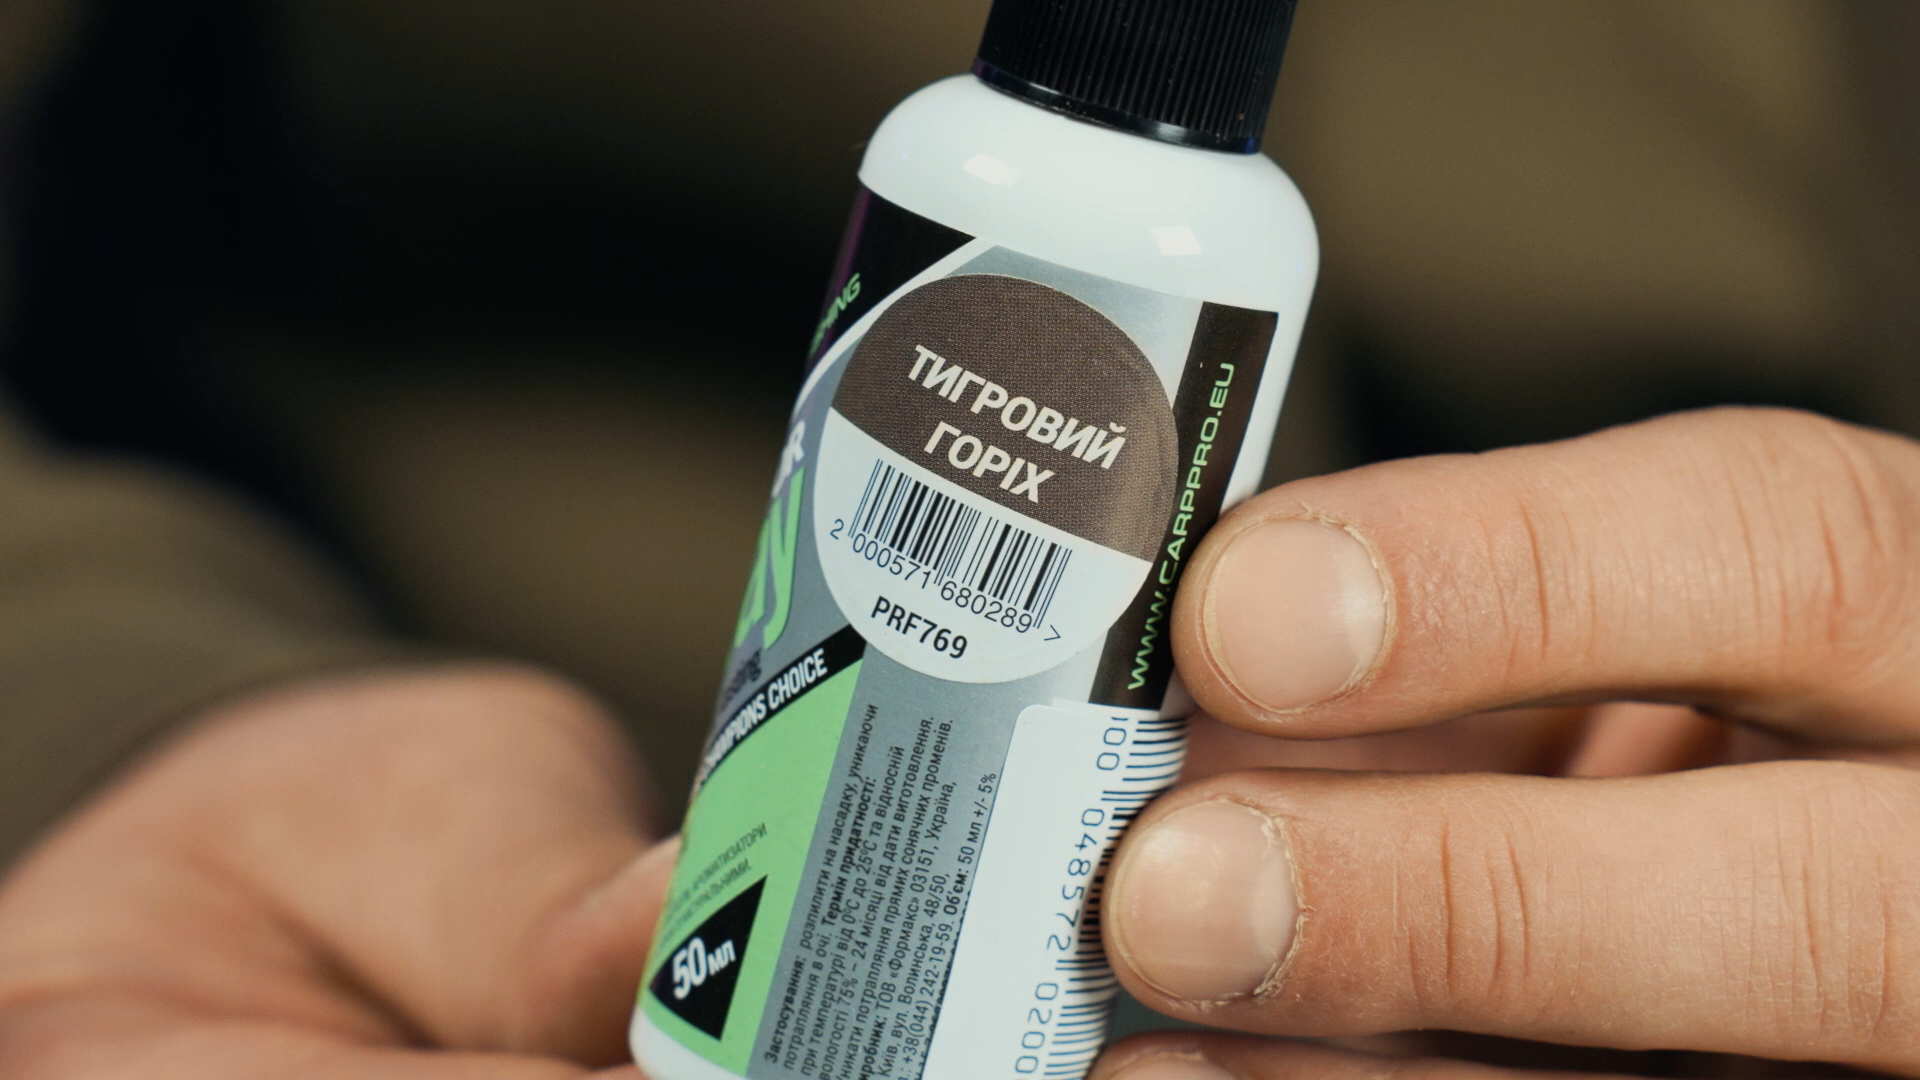 ТИГРОВИЙ
ГОРІХ
2 000571 680289 >
PRF769
WWW.CARPPRO.EU
CHOICE
50 мл
Застосування: розпилити на насадку, уникаючи
потрапляння в очі. Термін придатності:
при температурі від 0°С до 25°С та відносній
вологості 75% – 24 місяці від дати виготовлення.
Уникати потрапляння прямих сонячних променів.
ТОВ «Формакс» 03151, Україна,
Київ, вул. Волинська, 48/50,
+38(044) 242-19-59. Об'єм: 50 мл +/- 5%